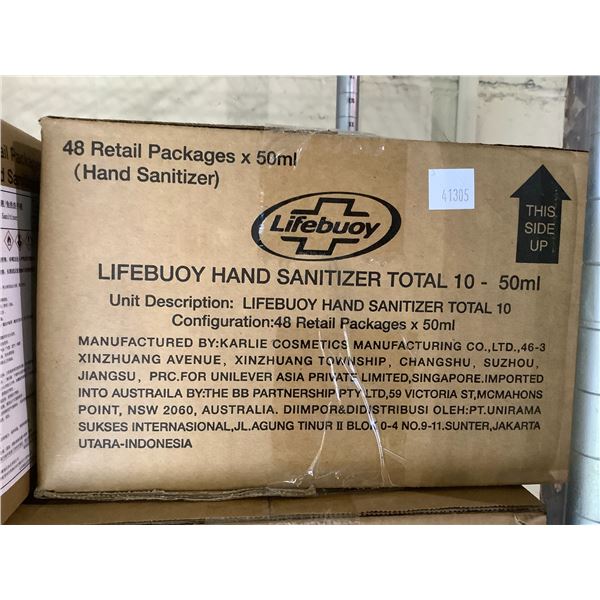 48 Retail Packages x 50ml
(Hand Sanitizer)
41305
THIS
SIDE
UP
Lifebuoy
LIFEBUOY HAND SANITIZER TOTAL 10 - 50ml
Unit Description: LIFEBUOY HAND SANITIZER TOTAL 10
Configuration:48 Retail Packages x 50ml
MANUFACTURED BY:KARLIE COSMETICS MANUFACTURING CO.,LTD.,46-3
XINZHUANG AVENUE, XINZHUANG TOWNSHIP, CHANGSHU, SUZHOU,
JIANGSU, PRC.FOR UNILEVER ASIA PRIVATE LIMITED,SINGAPORE.IMPORTED
INTO AUSTRAILA BY:THE BB PARTNERSHIP PTY LTD,59 VICTORIA ST,MCMAHONS
POINT, NSW 2060, AUSTRALIA. DIIMPOR&DIDISTRIBUSI OLEH:PT.UNIRAMA
SUKSES INTERNASIONAL,JL.AGUNG TINUR II BLOK 0-4 NO.9-11.SUNTER,JAKARTA
UTARA-INDONESIA